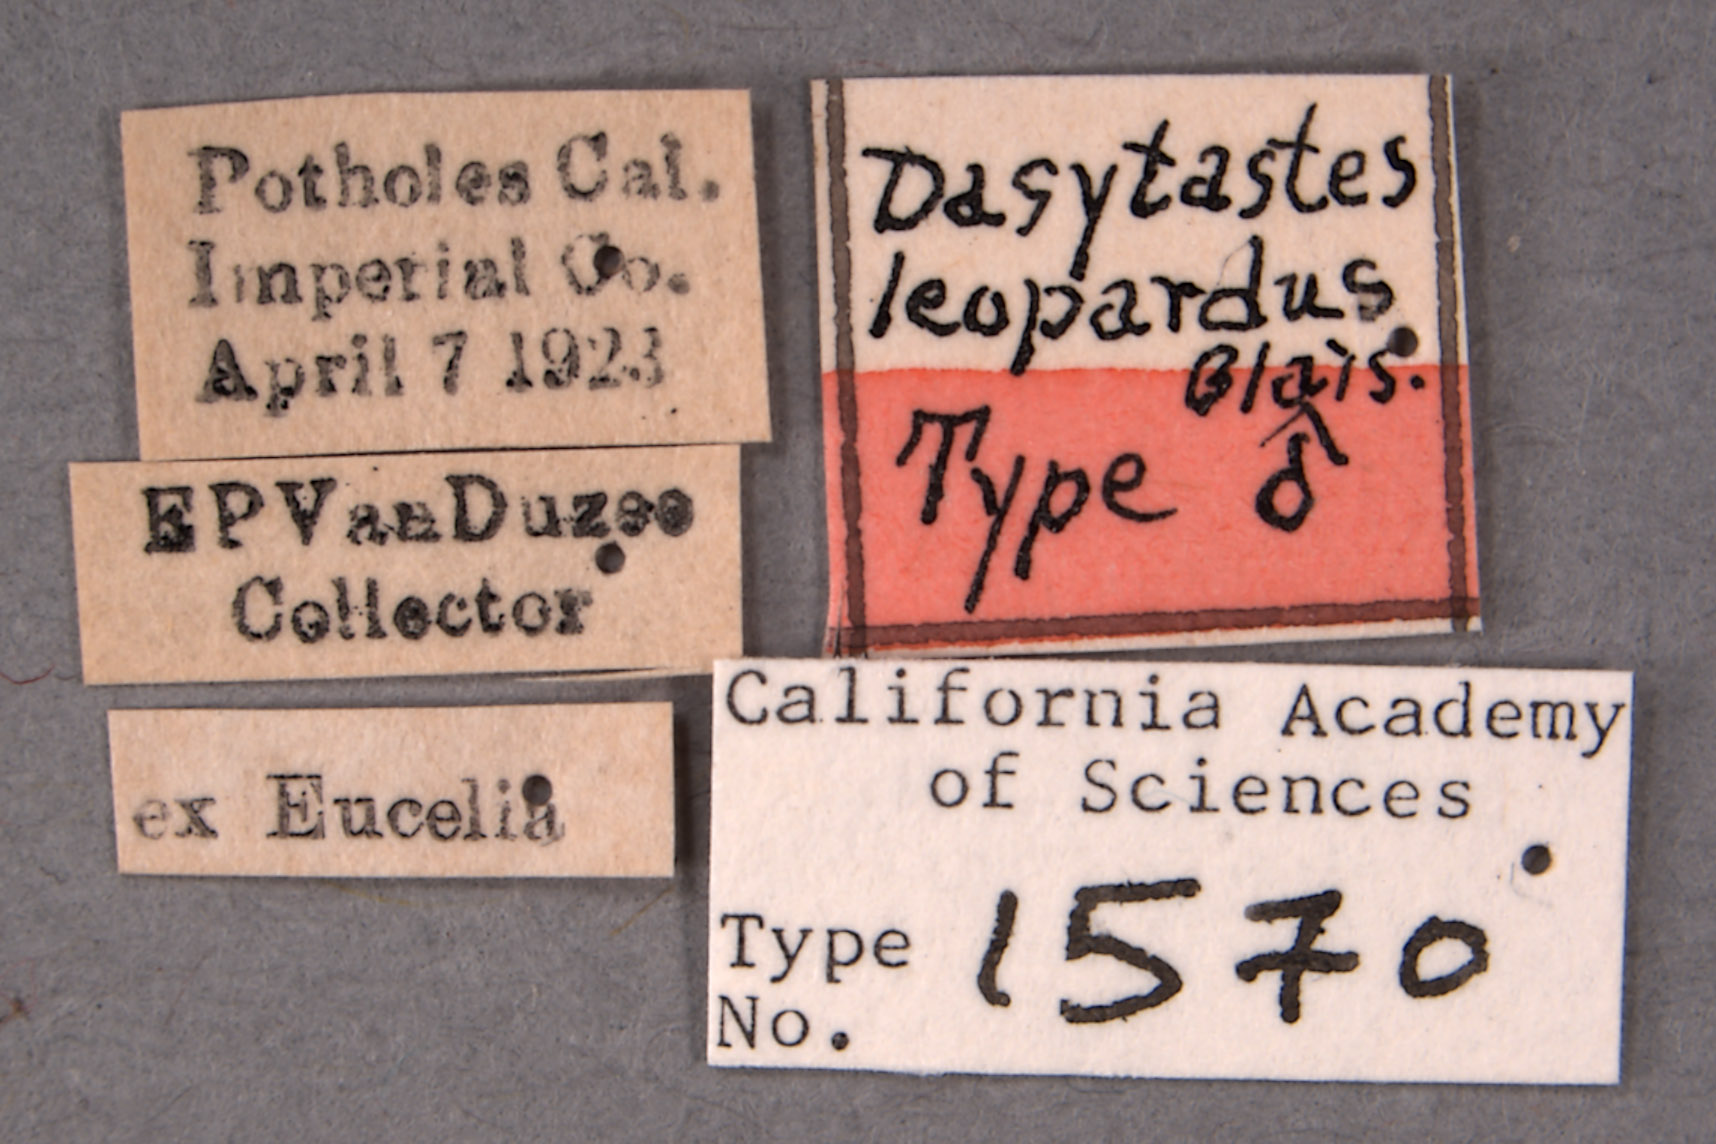 Potholes Cal.
Imperial Co.
April 7 1923
EPVanDuzee
Collector
ex Eucelia
Dasytastes
leopardus
Blais.
Type ♂
California Academy
of Sciences
Type
No. 1570